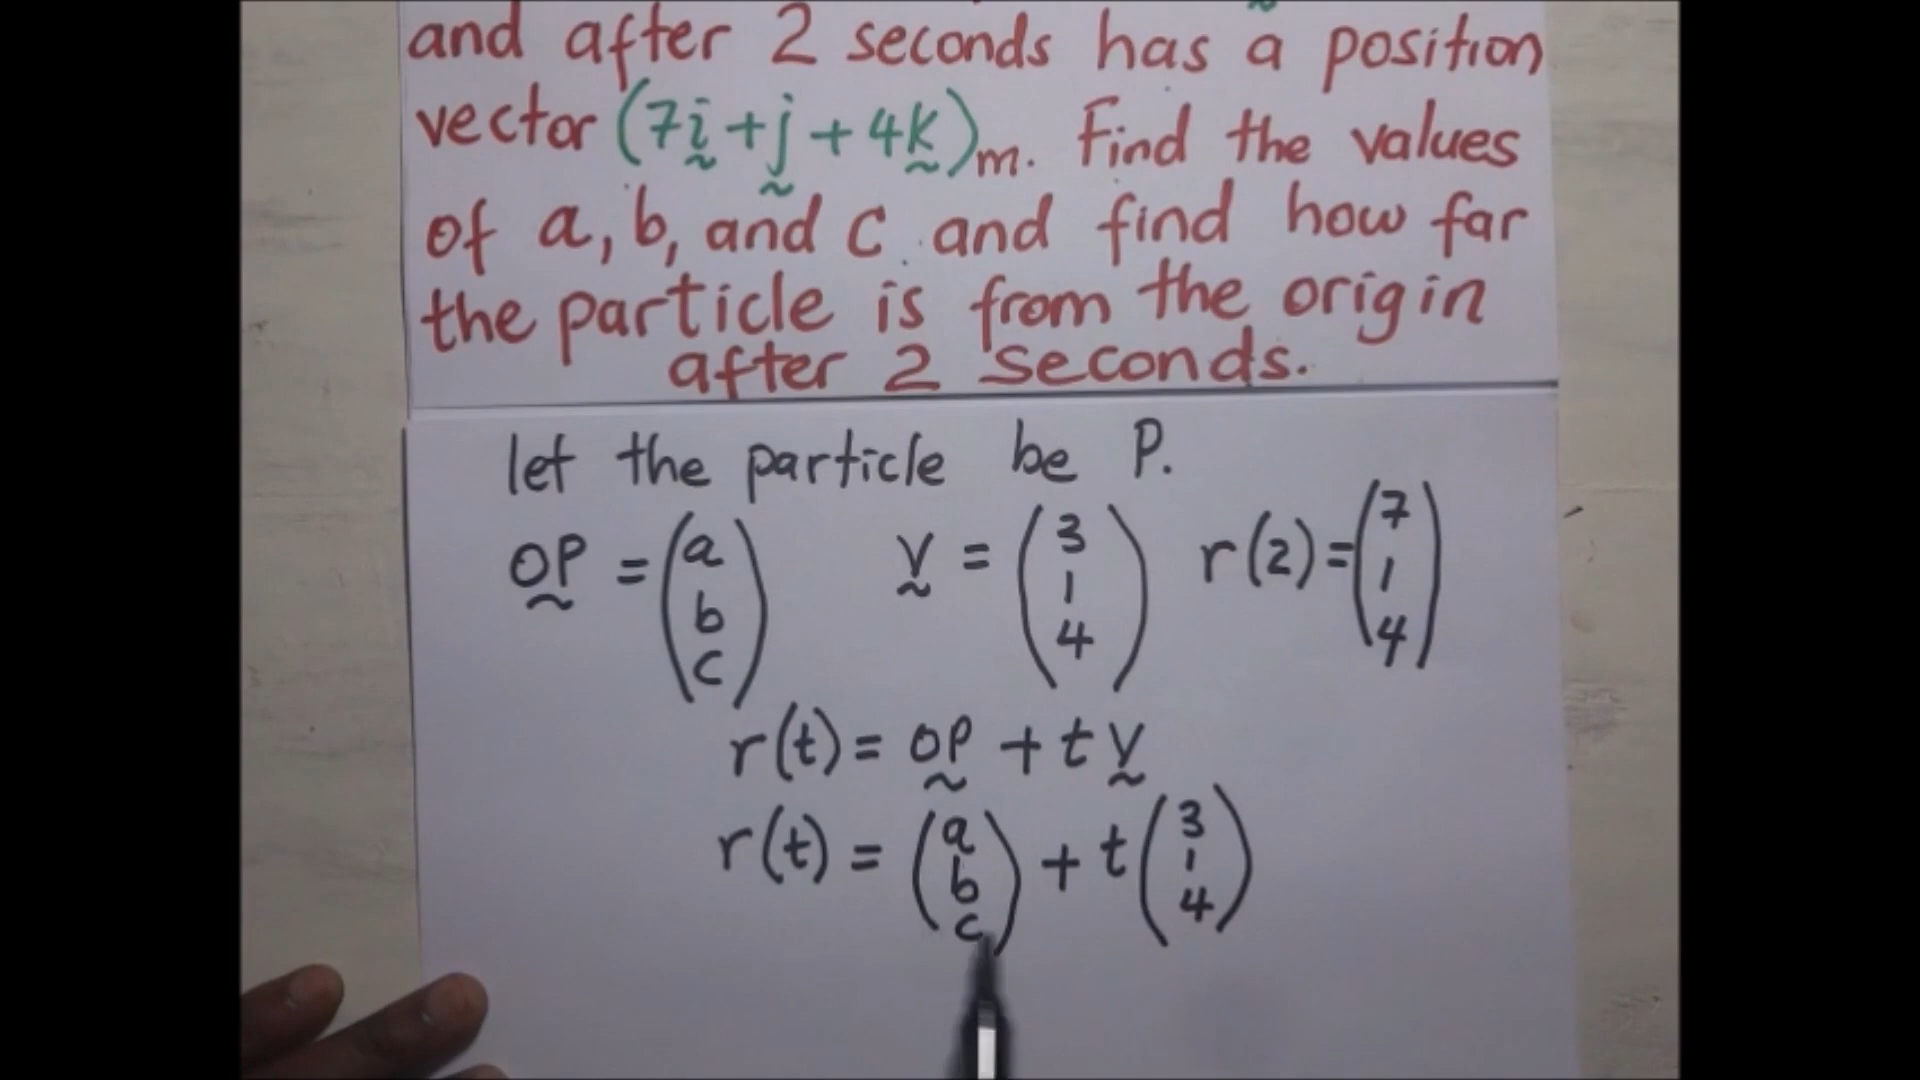 and after 2 seconds has a position
vector (7i + j + 4k)m. Find the values
of a, b, and c and find how far
the particle is from the origin
after 2 seconds.
let the particle be P.
OP = (a b c) v = (3 1 4) r(2) = (7 1 4)
r(t) = OP + t v
r(t) = (a b c) + t (3 1 4)